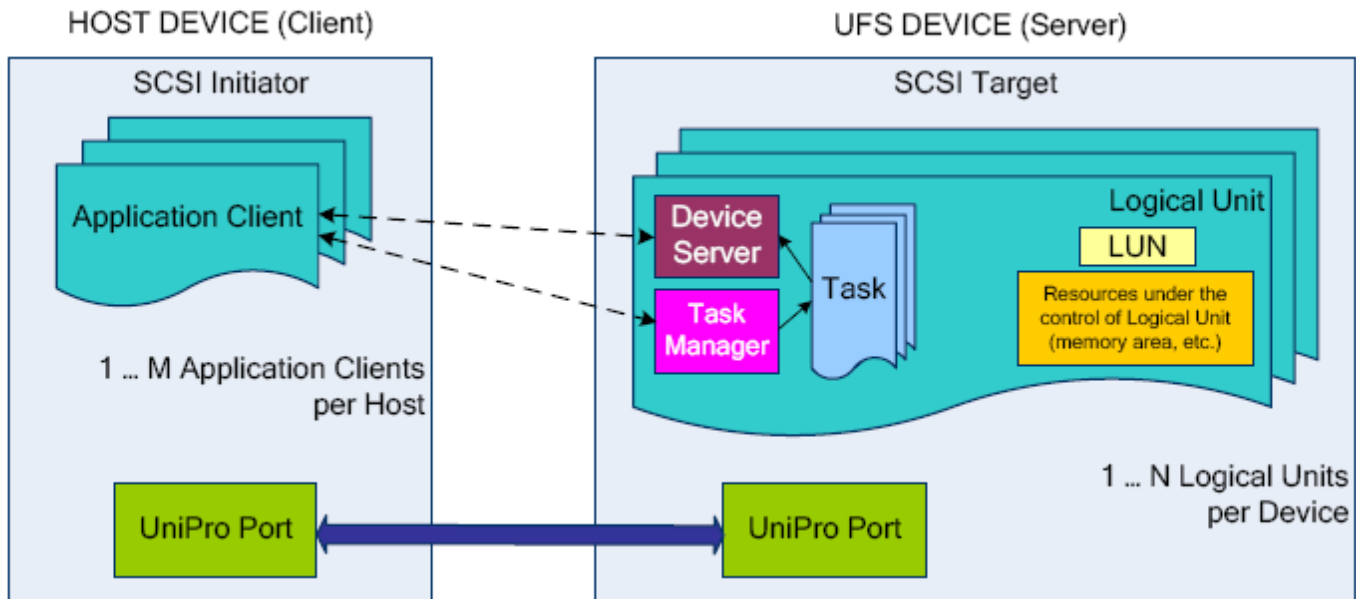 HOST DEVICE (Client)
UFS DEVICE (Server)
SCSI Initiator
SCSI Target
Application Client
Device
Server
Task
Manager
Task
Logical Unit
LUN
Resources under the
control of Logical Unit
(memory area, etc.)
1 ... M Application Clients
per Host
1 ... N Logical Units
per Device
UniPro Port
UniPro Port